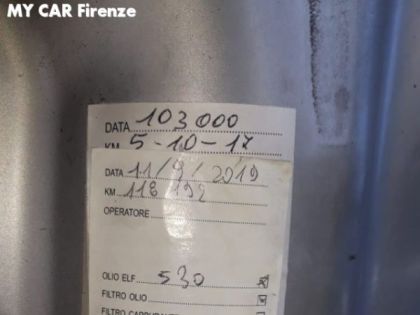 MY CAR Firenze
DATA 103000
KM 5-10-17
DATA 11/9/2019
KM 118 192
OPERATORE
OLIO ELF 530
FILTRO OLIO